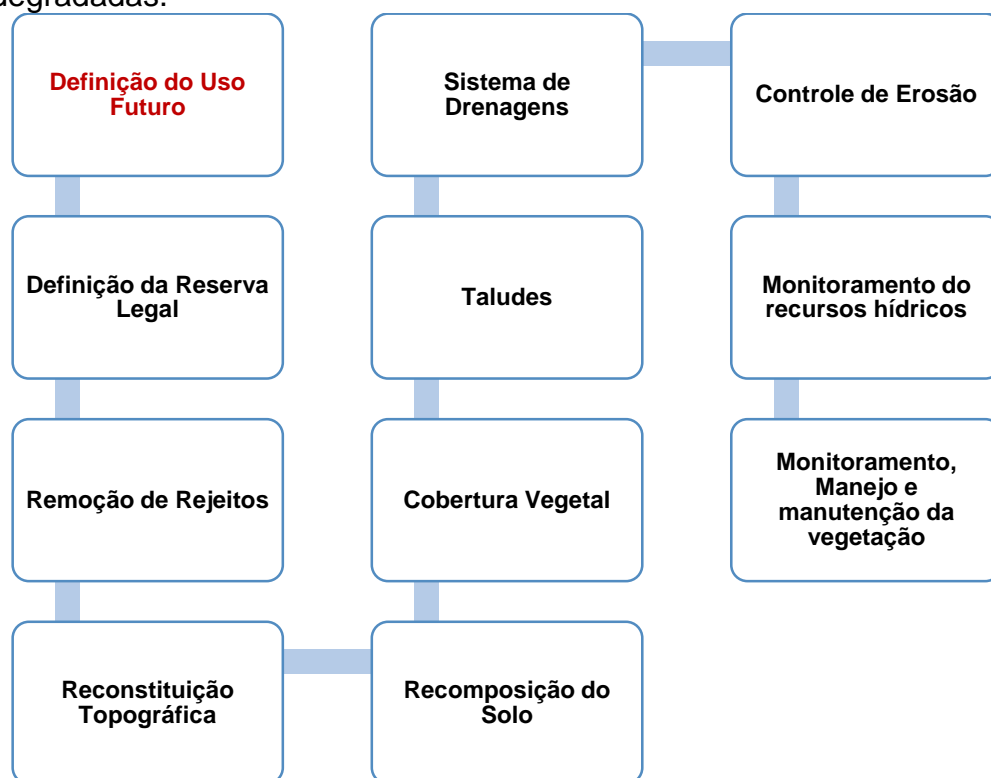 degradadas.
Definição do Uso
Futuro
Definição da Reserva
Legal
Remoção de Rejeitos
Reconstituição
Topográfica
Recomposição do
Solo
Cobertura Vegetal
Taludes
Sistema de
Drenagens
Controle de Erosão
Monitoramento do
recursos hídricos
Monitoramento,
Manejo e
manutenção da
vegetação